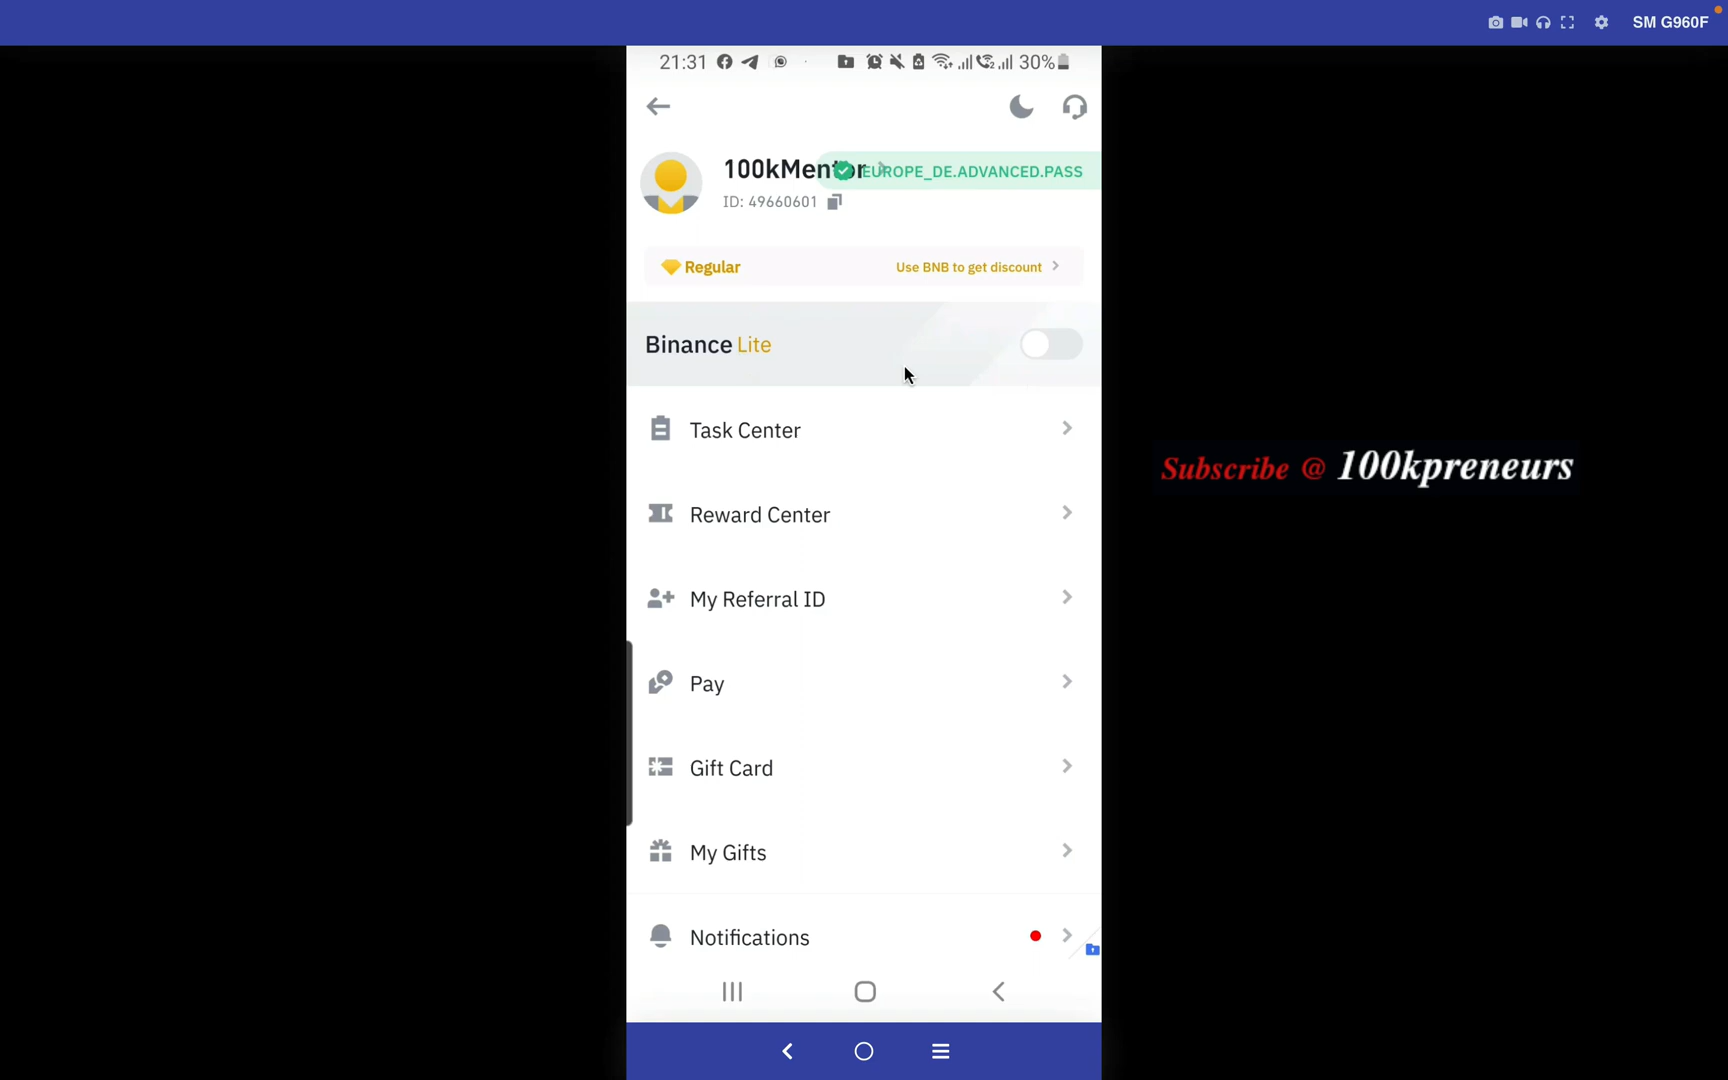 SM G960F
21:31 30%
100kMentor EUROPE_DE.ADVANCED.PASS
ID: 49660601
Regular Use BNB to get discount
Binance Lite
Task Center
Reward Center
Subscribe @ 100kpreneurs
My Referral ID
Pay
Gift Card
My Gifts
Notifications